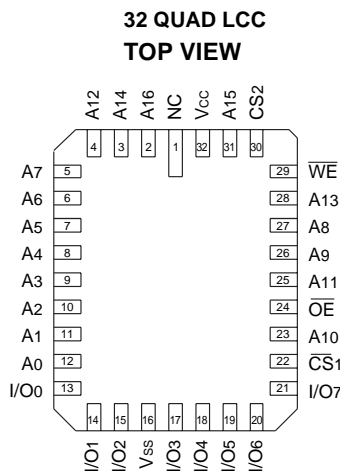 32 QUAD LCC
TOP VIEW
A12 A14 A16 NC VCC A15 CS2
4 3 2 1 32 31 30
A7 5 29 W̅E̅
A6 6 28 A13
A5 7 27 A8
A4 8 26 A9
A3 9 25 A11
A2 10 24 O̅E̅
A1 11 23 A10
A0 12 22 C̅S̅1
I/O0 13 21 I/O7
14 15 16 17 18 19 20
I/O1 I/O2 VSS I/O3 I/O4 I/O5 I/O6